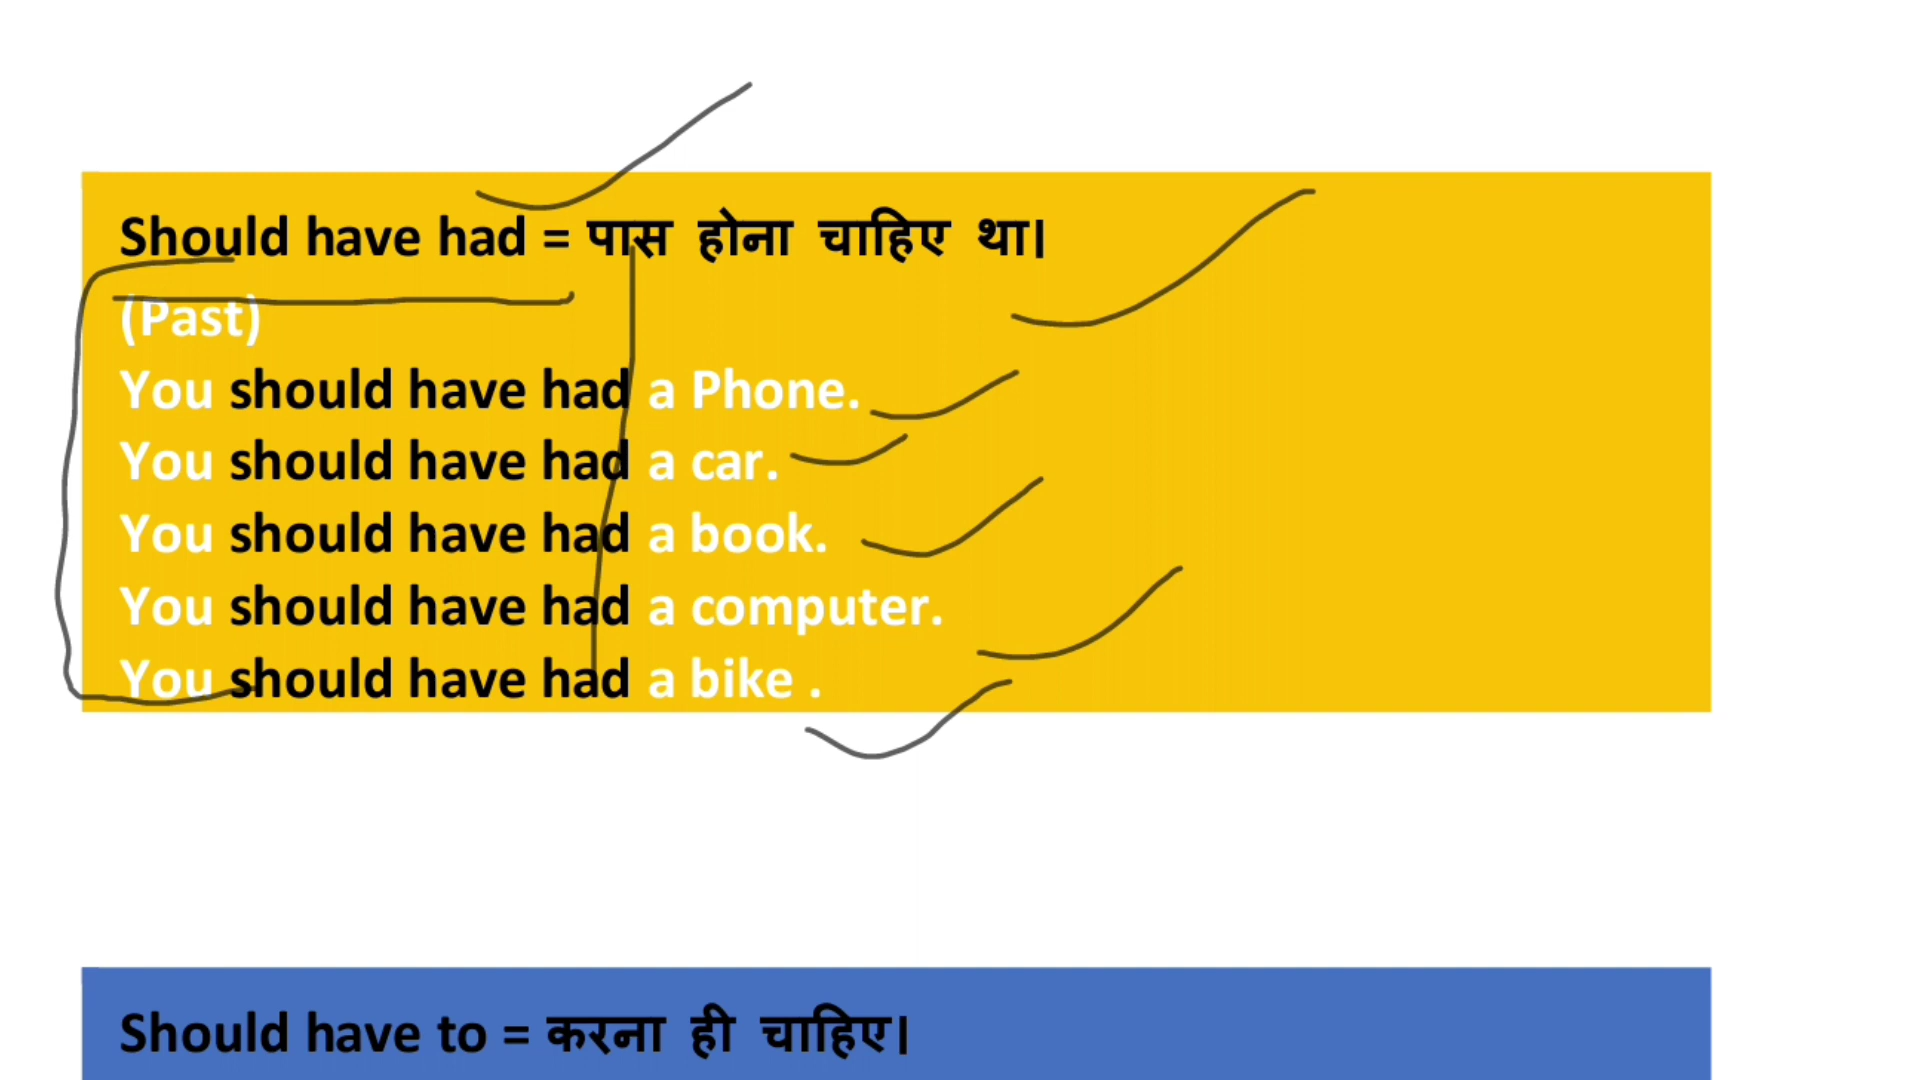 Should have had = पास होना चाहिए था।
(Past)
You should have had a Phone.
You should have had a car.
You should have had a book.
You should have had a computer.
You should have had a bike .
Should have to = करना ही चाहिए।